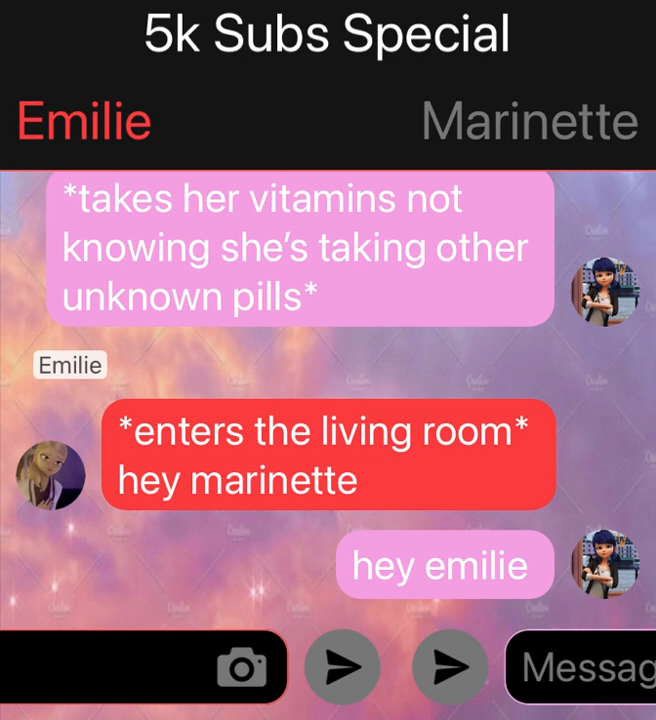 5k Subs Special
Emilie Marinette
*takes her vitamins not
knowing she’s taking other
unknown pills*
Emilie
*enters the living room*
hey marinette
hey emilie
Messag